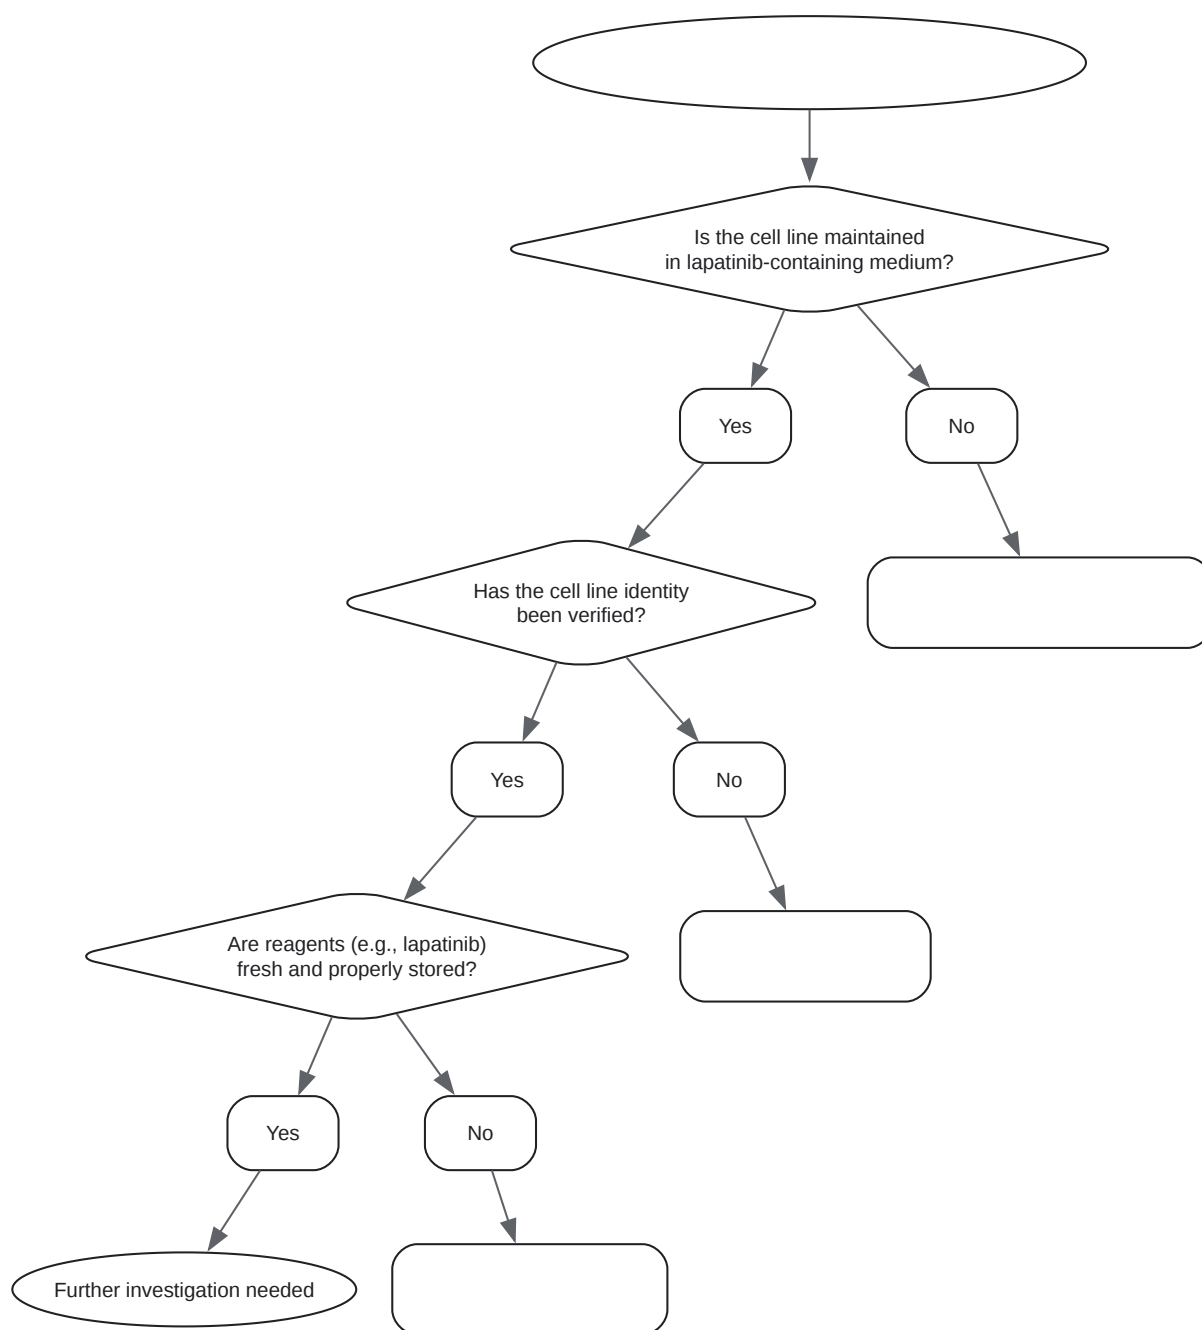 Is the cell line maintained
in lapatinib-containing medium?
Yes
No
Has the cell line identity
been verified?
Yes
No
Are reagents (e.g., lapatinib)
fresh and properly stored?
Yes
No
Further investigation needed